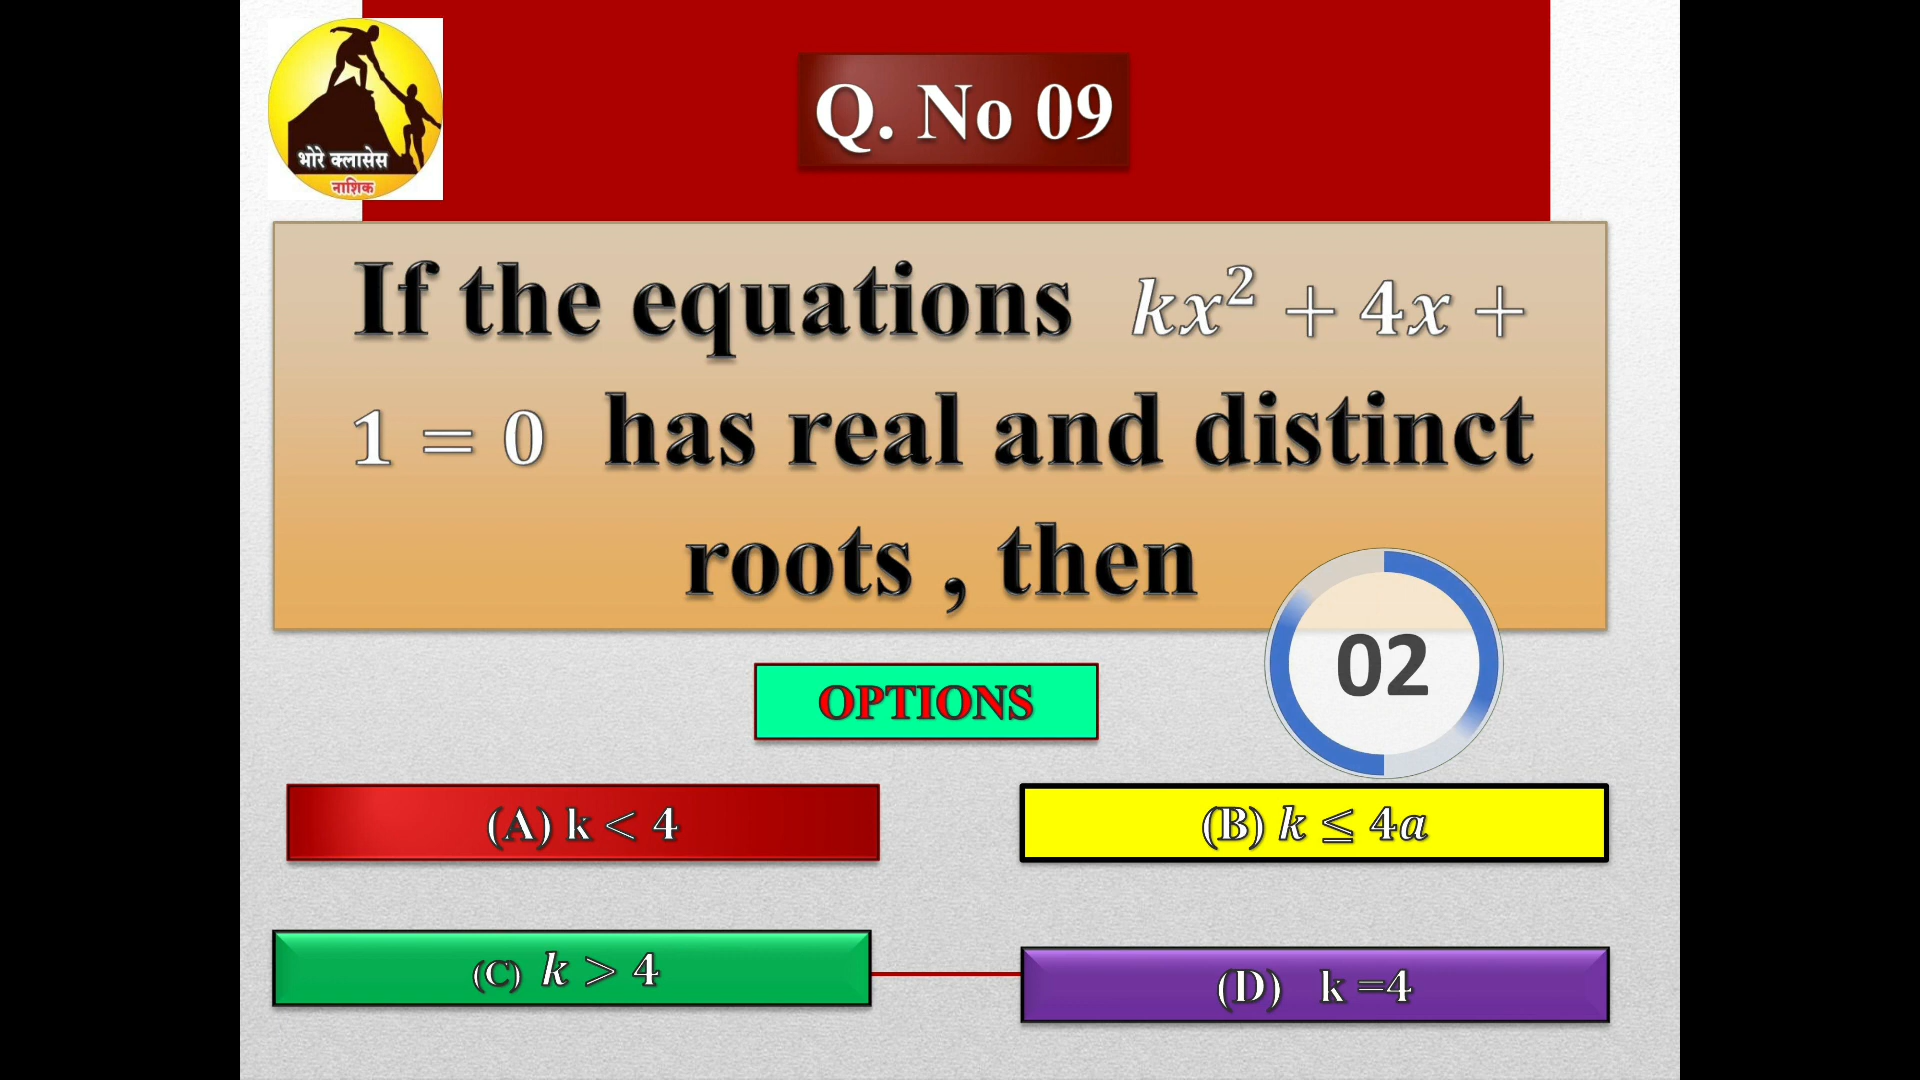 भोरे क्लासेस
नाशिक
Q. No 09
If the equations kx² + 4x +
1 = 0 has real and distinct
roots , then
02
OPTIONS
(A) k < 4
(B) k ≤ 4a
(C) k > 4
(D) k =4